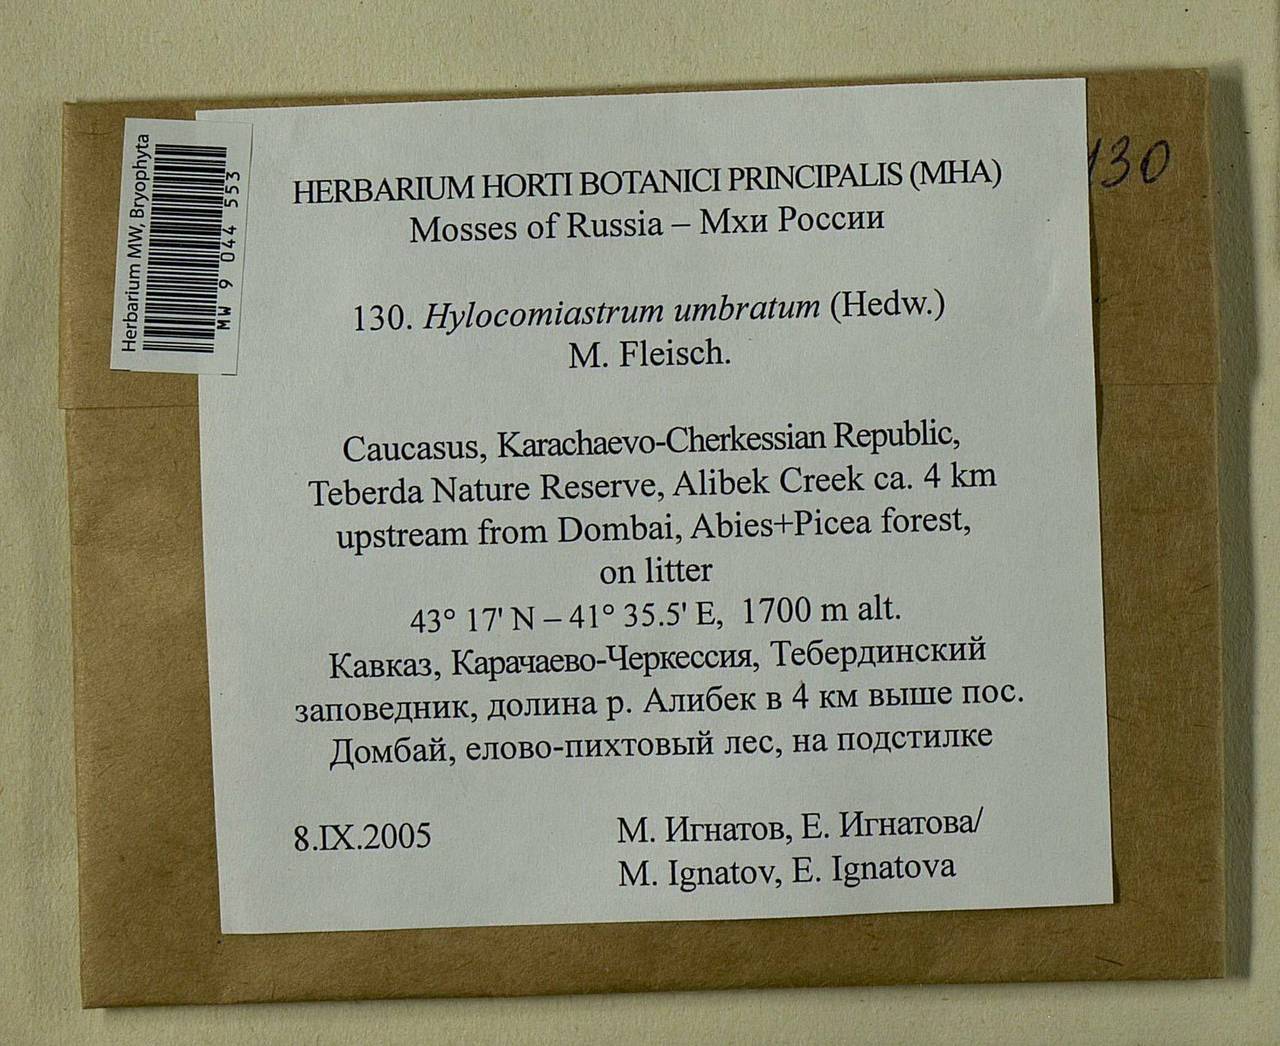 Herbarium MW, Bryophyta
MW 9 044 553
130
HERBARIUM HORTI BOTANICI PRINCIPALIS (MHA)
Mosses of Russia – Мхи России
130. Hylocomiastrum umbratum (Hedw.)
M. Fleisch.
Caucasus, Karachaevo-Cherkessian Republic,
Teberda Nature Reserve, Alibek Creek ca. 4 km
upstream from Dombai, Abies+Picea forest,
on litter
43° 17' N – 41° 35.5' E, 1700 m alt.
Кавказ, Карачаево-Черкессия, Тебердинский
заповедник, долина р. Алибек в 4 км выше пос.
Домбай, елово-пихтовый лес, на подстилке
8.IX.2005
М. Игнатов, Е. Игнатова/
M. Ignatov, E. Ignatova